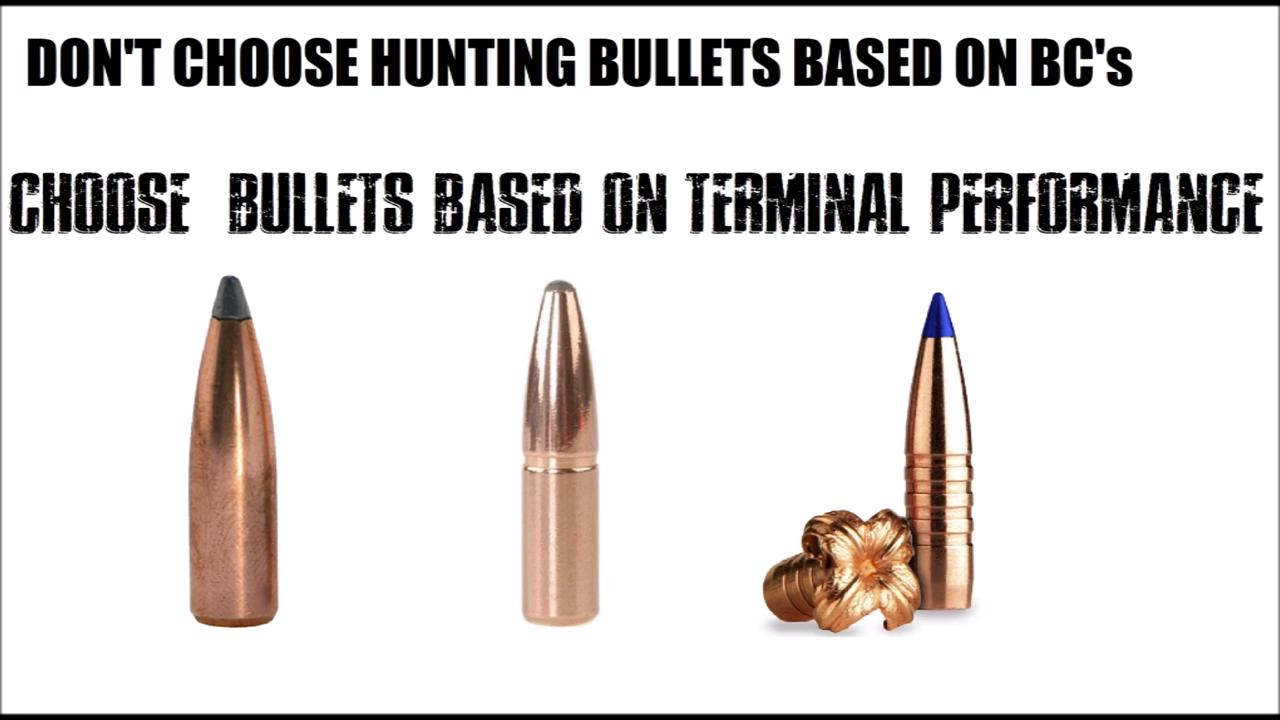 DON'T CHOOSE HUNTING BULLETS BASED ON BC's
CHOOSE BULLETS BASED ON TERMINAL PERFORMANCE